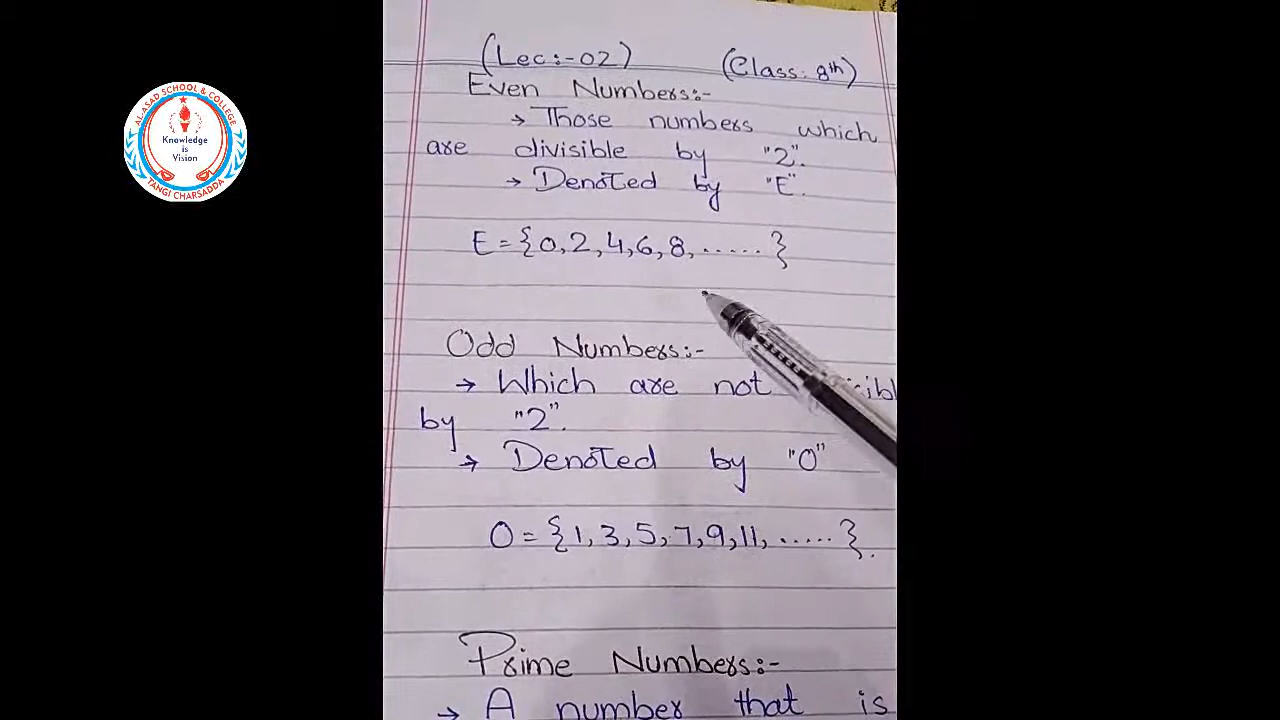 AL-ASAD SCHOOL & COLLEGE
Knowledge
is
Vision
TANGI CHARSADDA
(Lec:-02) (Class: 8th)
Even Numbers:-
→ Those numbers which
are divisible by "2".
→ Denoted by "E".
E = {0,2,4,6,8,......}
Odd Numbers:-
→ Which are not
by "2".
→ Denoted by "O"
O = {1,3,5,7,9,11,......}.
Prime Numbers:-
→ A number that is